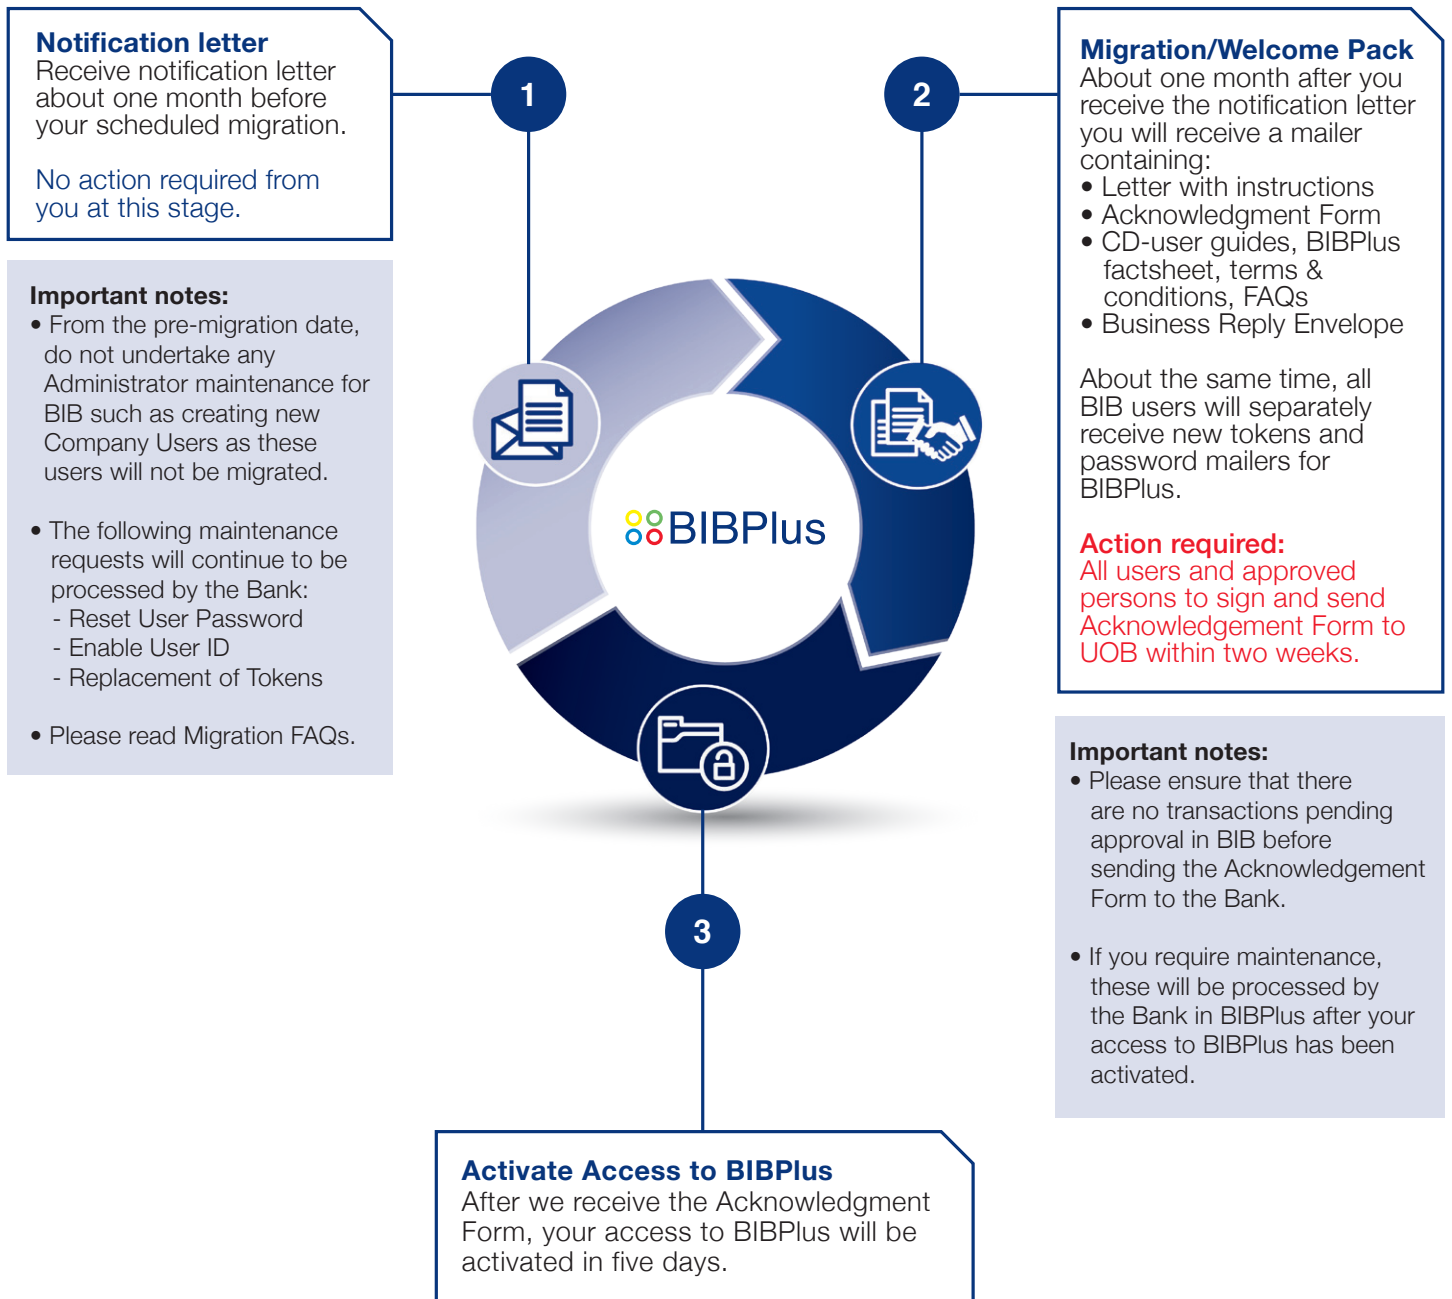 Notification letter
Receive notification letter
about one month before
your scheduled migration.
No action required from
you at this stage.
Important notes:
• From the pre-migration date,
do not undertake any
Administrator maintenance for
BIB such as creating new
Company Users as these
users will not be migrated.
• The following maintenance
requests will continue to be
processed by the Bank:
- Reset User Password
- Enable User ID
- Replacement of Tokens
• Please read Migration FAQs.
1
2
Migration/Welcome Pack
About one month after you
receive the notification letter
you will receive a mailer
containing:
• Letter with instructions
• Acknowledgment Form
• CD-user guides, BIBPlus
factsheet, terms &
conditions, FAQs
• Business Reply Envelope
About the same time, all
BIB users will separately
receive new tokens and
password mailers for
BIBPlus.
Action required:
All users and approved
persons to sign and send
Acknowledgement Form to
UOB within two weeks.
Important notes:
• Please ensure that there
are no transactions pending
approval in BIB before
sending the Acknowledgement
Form to the Bank.
• If you require maintenance,
these will be processed by
the Bank in BIBPlus after your
access to BIBPlus has been
activated.
BIBPlus
3
Activate Access to BIBPlus
After we receive the Acknowledgment
Form, your access to BIBPlus will be
activated in five days.